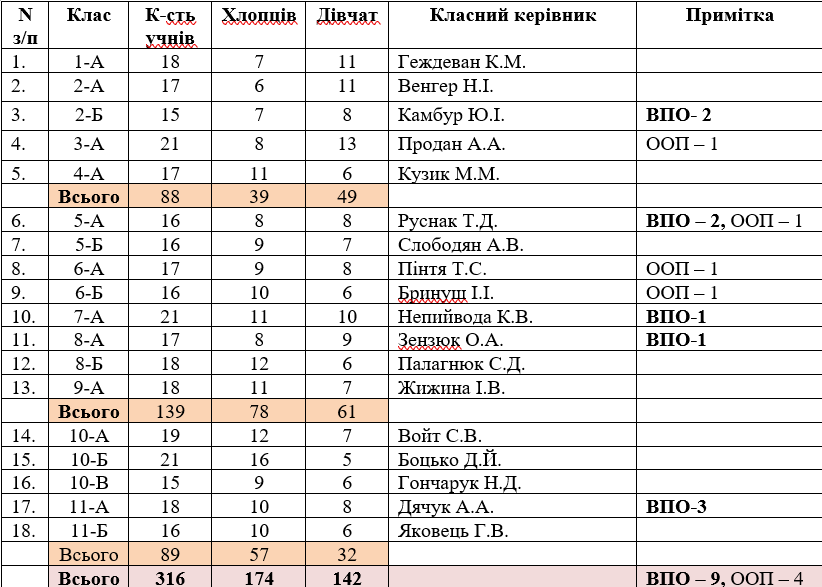 N з/п Клас К-сть учнів Хлопців Дівчат Класний керівник Примітка
1. 1-А 18 7 11 Геждеван К.М.
2. 2-А 17 6 11 Венгер Н.І.
3. 2-Б 15 7 8 Камбур Ю.І. ВПО- 2
4. 3-А 21 8 13 Продан А.А. ООП – 1
5. 4-А 17 11 6 Кузик М.М.
Всього 88 39 49
6. 5-А 16 8 8 Руснак Т.Д. ВПО – 2, ООП – 1
7. 5-Б 16 9 7 Слободян А.В.
8. 6-А 17 9 8 Пінтя Т.С. ООП – 1
9. 6-Б 16 10 6 Бринуш І.І. ООП – 1
10. 7-А 21 11 10 Непийвода К.В. ВПО-1
11. 8-А 17 8 9 Зензюк О.А. ВПО-1
12. 8-Б 18 12 6 Палагнюк С.Д.
13. 9-А 18 11 7 Жижина І.В.
Всього 139 78 61
14. 10-А 19 12 7 Войт С.В.
15. 10-Б 21 16 5 Боцько Д.Й.
16. 10-В 15 9 6 Гончарук Н.Д.
17. 11-А 18 10 8 Дячук А.А. ВПО-3
18. 11-Б 16 10 6 Яковець Г.В.
Всього 89 57 32
Всього 316 174 142 ВПО – 9, ООП – 4